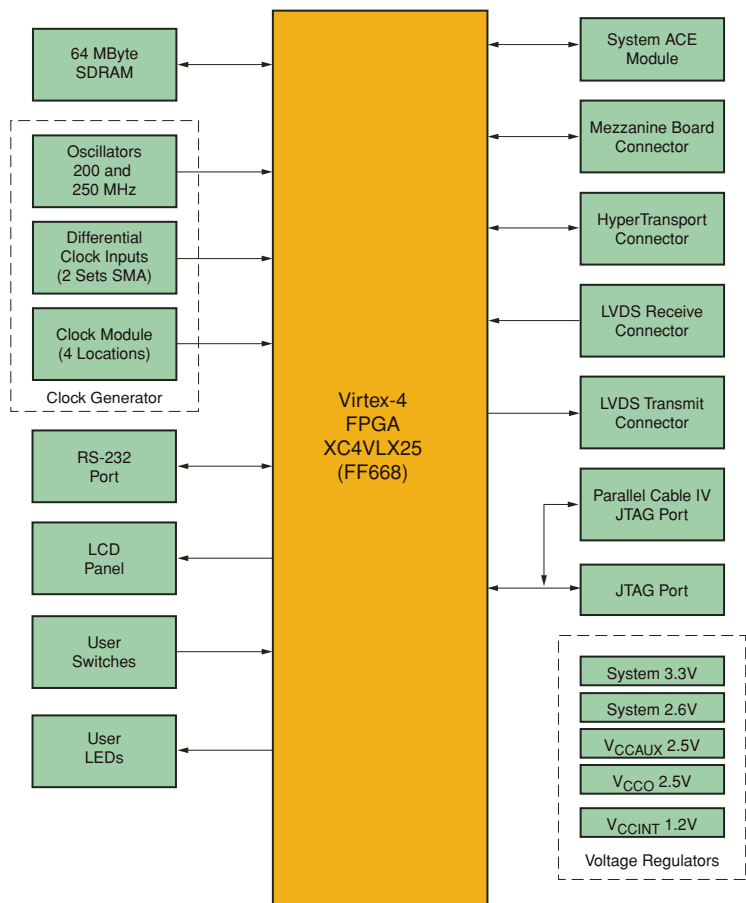 64 MByte
SDRAM
Oscillators
200 and
250 MHz
Differential
Clock Inputs
(2 Sets SMA)
Clock Module
(4 Locations)
Clock Generator
RS-232
Port
LCD
Panel
User
Switches
User
LEDs
Virtex-4
FPGA
XC4VLX25
(FF668)
System ACE
Module
Mezzanine Board
Connector
HyperTransport
Connector
LVDS Receive
Connector
LVDS Transmit
Connector
Parallel Cable IV
JTAG Port
JTAG Port
System 3.3V
System 2.6V
VCCAUX 2.5V
VCCO 2.5V
VCCINT 1.2V
Voltage Regulators